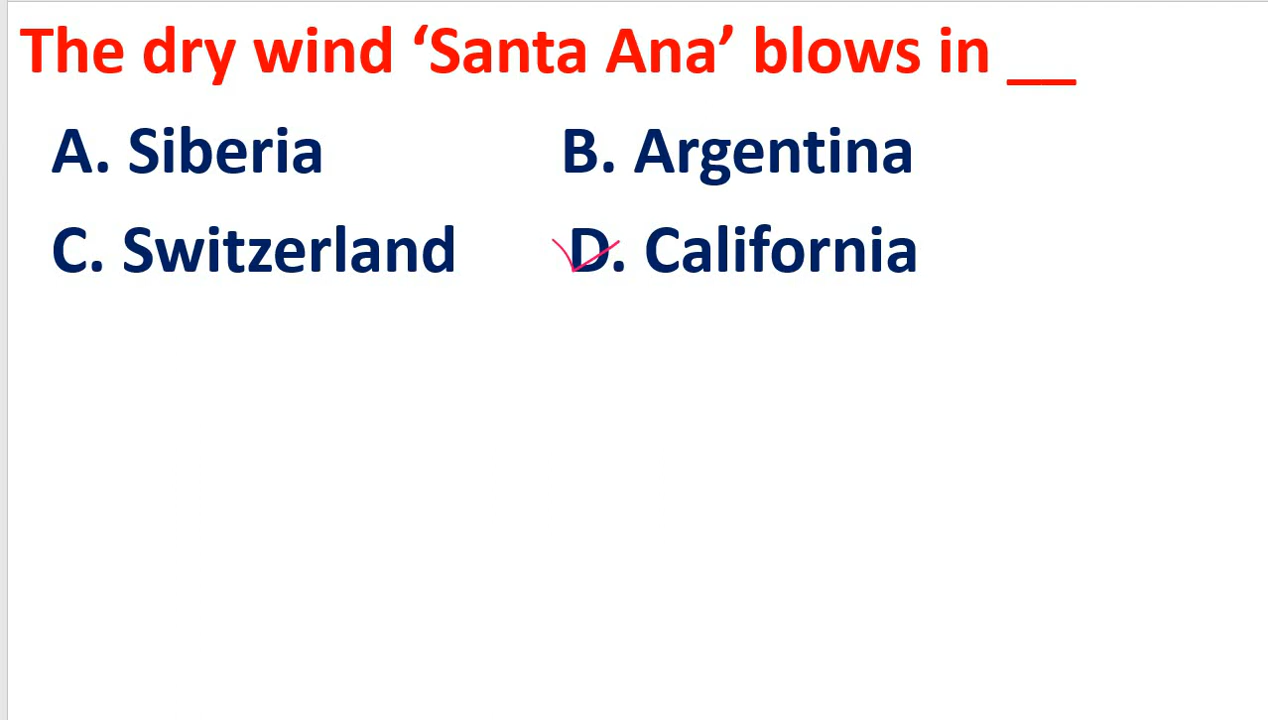 The dry wind ‘Santa Ana’ blows in __
A. Siberia B. Argentina
C. Switzerland D. California